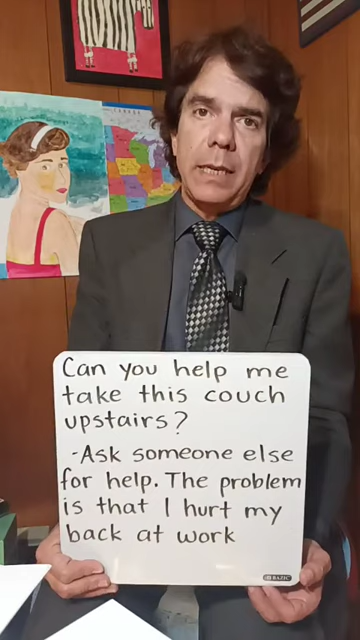 Can you help me
take this couch
upstairs?
-Ask someone else
for help. The problem
is that I hurt my
back at work
BAZIC